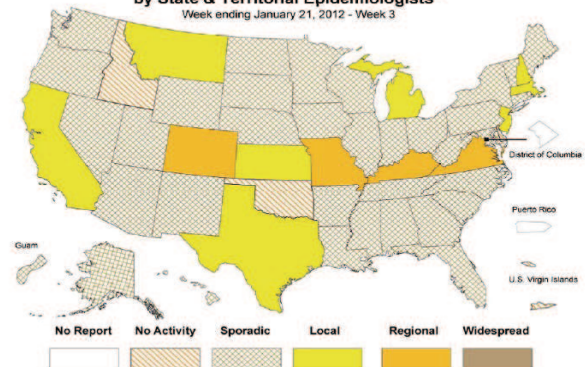 by State & Territorial Epidemiologists
Week ending January 21, 2012 - Week 3
District of Columbia
Puerto Rico
Guam
U.S. Virgin Islands
No Report No Activity Sporadic Local Regional Widespread